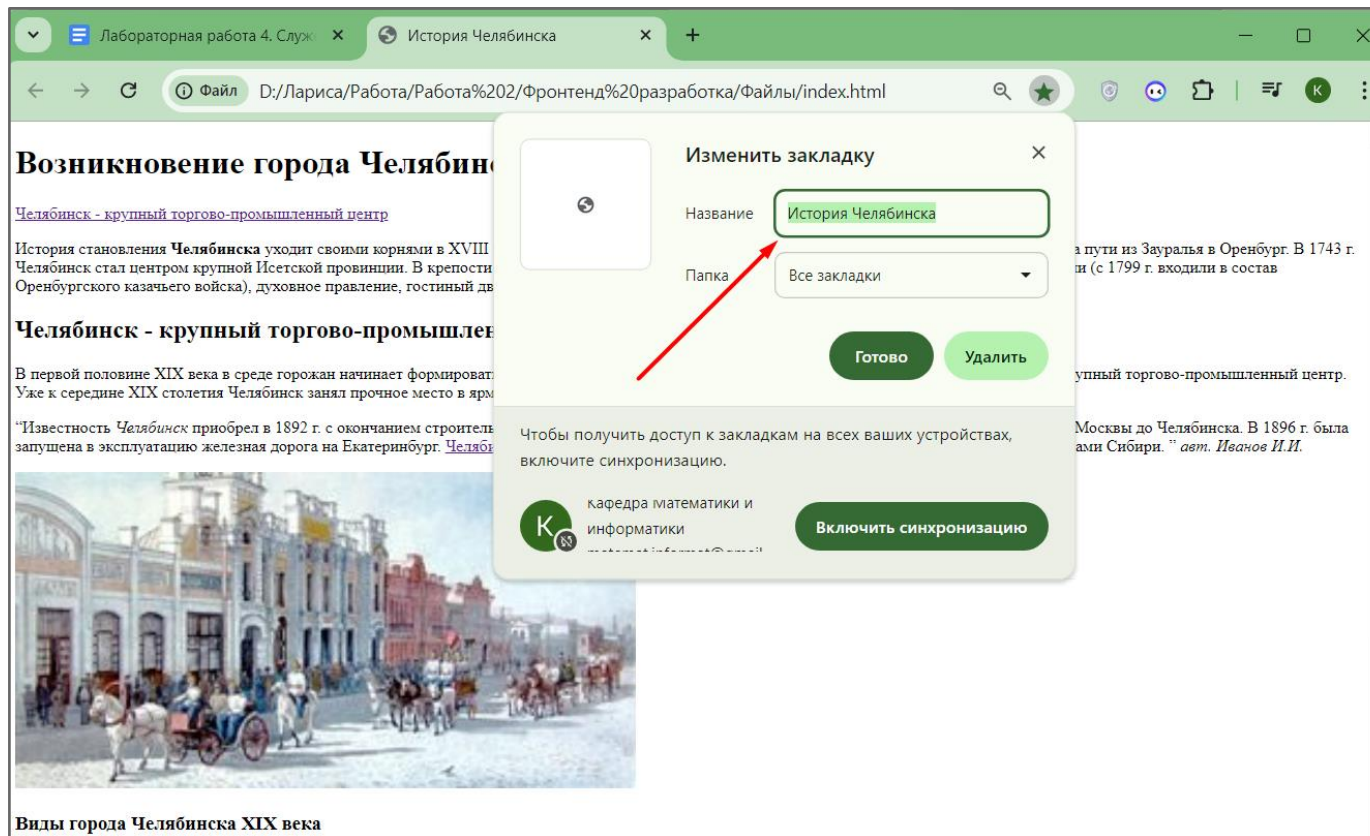 Лабораторная работа 4. Служ
История Челябинска
Файл D:/Лариса/Работа/Работа%202/Фронтенд%20разработка/Файлы/index.html
K
Возникновение города Челябинс
Изменить закладку
Челябинск - крупный торгово-промышленный центр
Название История Челябинска
История становления Челябинска уходит своими корнями в XVIII а пути из Зауралья в Оренбург. В 1743 г.
Челябинск стал центром крупной Исетской провинции. В крепости и (с 1799 г. входили в состав
Папка Все закладки
Оренбургского казачьего войска), духовное правление, гостиный дв
Челябинск - крупный торгово-промышлен
Готово Удалить
В первой половине XIX века в среде горожан начинает формироват упный торгово-промышленный центр.
Уже к середине XIX столетия Челябинск занял прочное место в ярм
“Известность Челябинск приобрел в 1892 г. с окончанием строитель Москвы до Челябинска. В 1896 г. была
запущена в эксплуатацию железная дорога на Екатеринбург. Челяби ами Сибири. ” авт. Иванов И.И.
Чтобы получить доступ к закладкам на всех ваших устройствах,
включите синхронизацию.
K
Кафедра Математики и
информатики
Включить синхронизацию
Виды города Челябинска XIX века